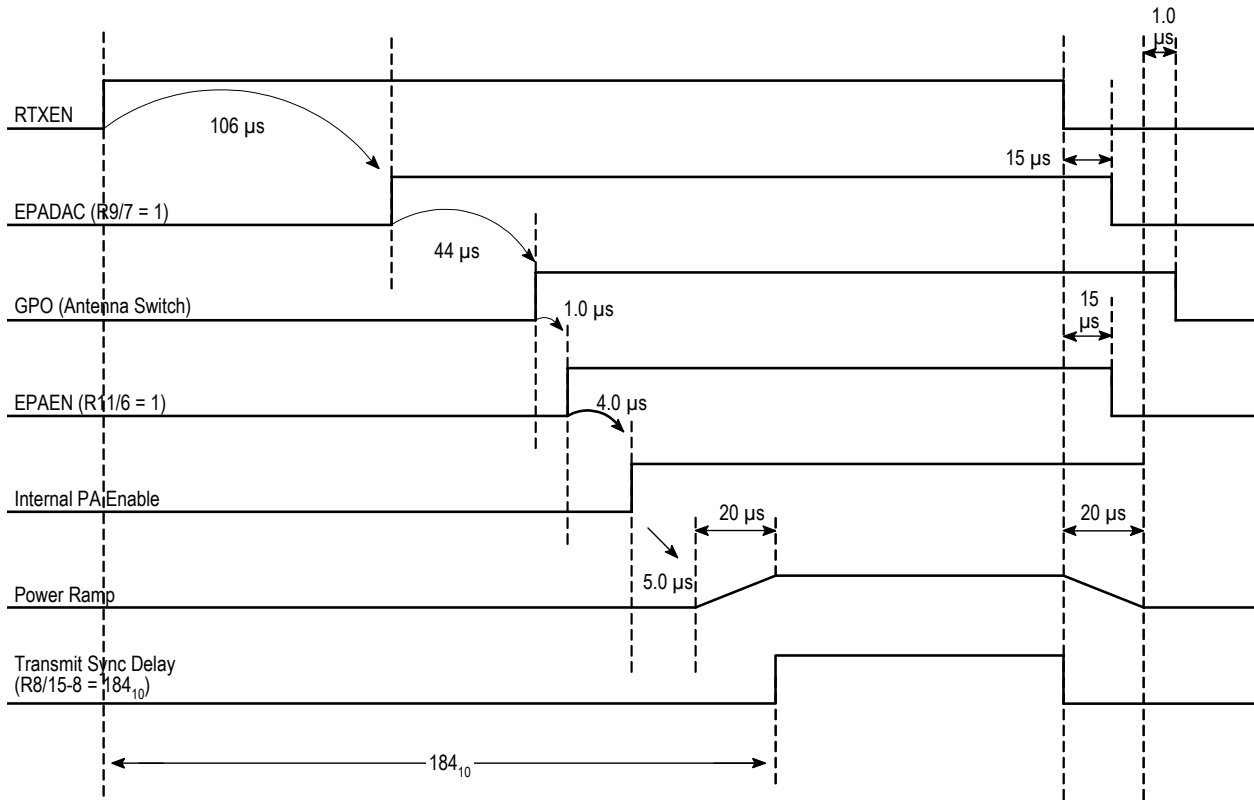 1.0
µs
RTXEN
106 µs
15 µs
EPADAC (R9/7 = 1)
44 µs
GPO (Antenna Switch)
1.0 µs
15
µs
EPAEN (R11/6 = 1)
4.0 µs
Internal PA Enable
20 µs
20 µs
5.0 µs
Power Ramp
Transmit Sync Delay
(R8/15-8 = 184₁₀)
184₁₀